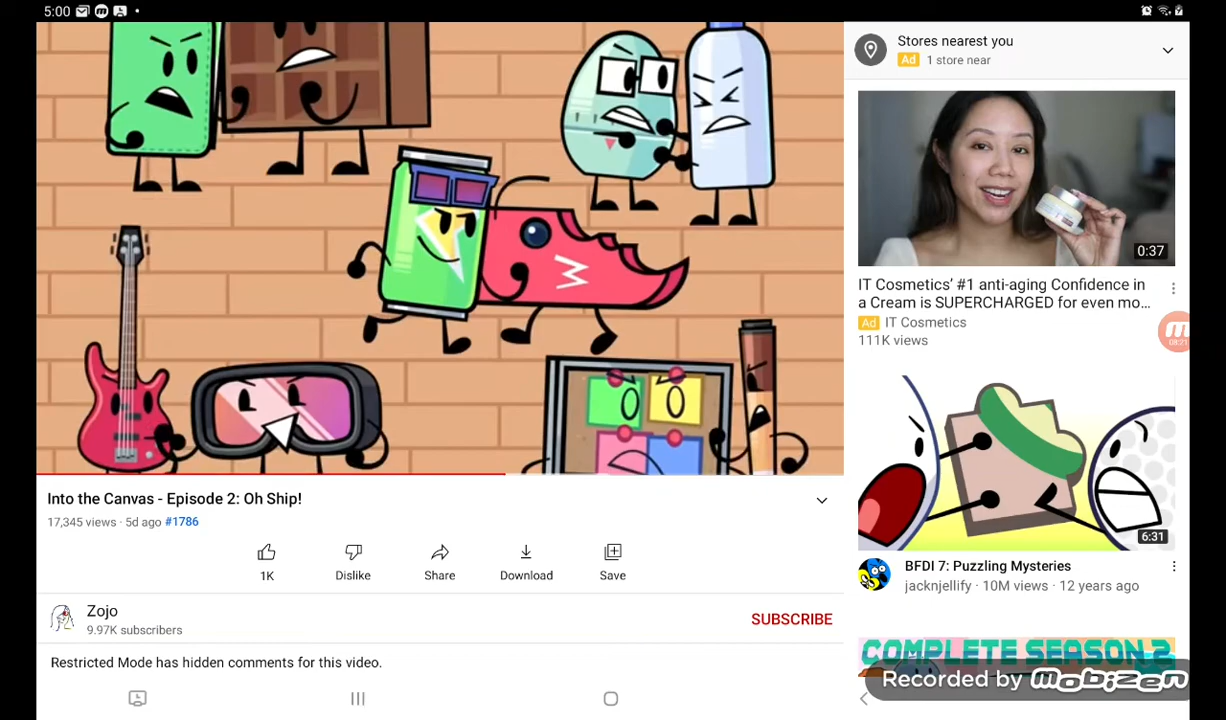 5:00
Stores nearest you
Ad 1 store near
0:37
IT Cosmetics' #1 anti-aging Confidence in
a Cream is SUPERCHARGED for even mo...
Ad IT Cosmetics
111K views
08:21
Into the Canvas - Episode 2: Oh Ship!
17,345 views · 5d ago #1786
1K
Dislike
Share
Download
Save
6:31
BFDI 7: Puzzling Mysteries
jacknjellify · 10M views · 12 years ago
Zojo
9.97K subscribers
SUBSCRIBE
COMPLETE SEASON 2
Restricted Mode has hidden comments for this video.
Recorded by mobizen